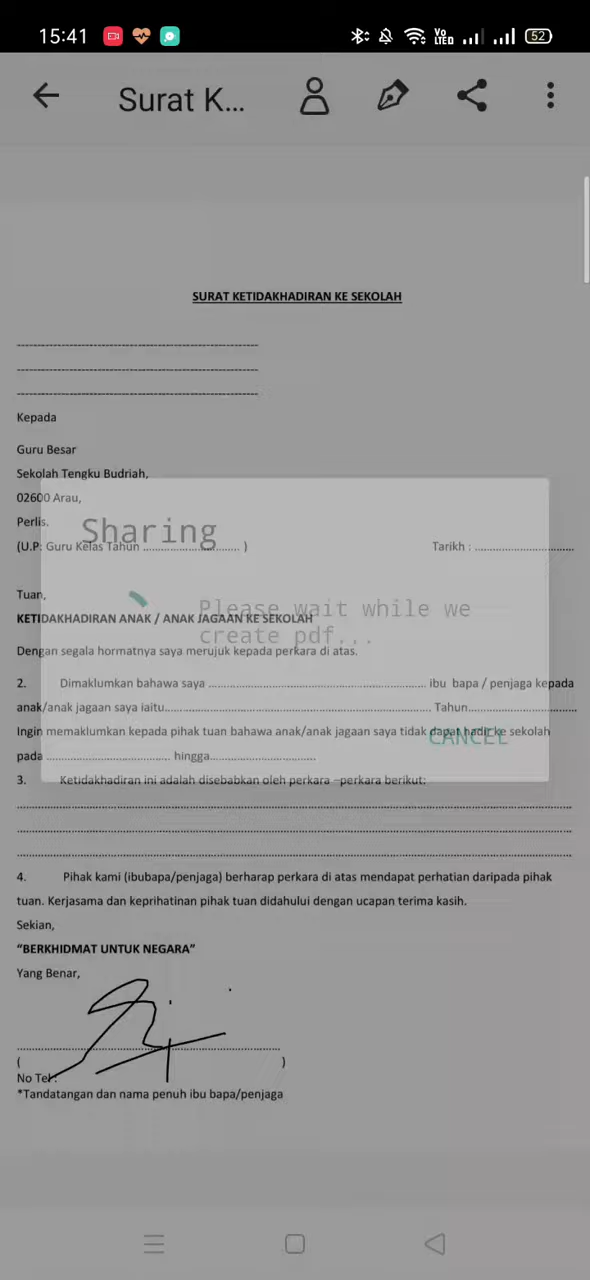 15:41
Vo LTED
52
Surat K...
SURAT KETIDAKHADIRAN KE SEKOLAH
Kepada
Guru Besar
Sekolah Tengku Budriah,
02600 Arau,
Perlis.
Sharing
(U.P: Guru Kelas Tahun .............................. ) Tarikh : ...............................
Tuan,
Please wait while we
KETIDAKHADIRAN ANAK / ANAK JAGAAN KE SEKOLAH
create pdf...
Dengan segala hormatnya saya merujuk kepada perkara di atas.
2. Dimaklumkan bahawa saya .................................................................. ibu bapa / penjaga kepada
anak/anak jagaan saya iaitu................................................................................ Tahun.................................
Ingin memaklumkan kepada pihak tuan bahawa anak/anak jagaan saya tidak dapat hadir ke sekolah
CANCEL
pada ..................................... hingga................................
3. Ketidakhadiran ini adalah disebabkan oleh perkara –perkara berikut:
4. Pihak kami (ibubapa/penjaga) berharap perkara di atas mendapat perhatian daripada pihak
tuan. Kerjasama dan keprihatinan pihak tuan didahului dengan ucapan terima kasih.
Sekian,
“BERKHIDMAT UNTUK NEGARA”
Yang Benar,
( )
No Tel :
*Tandatangan dan nama penuh ibu bapa/penjaga